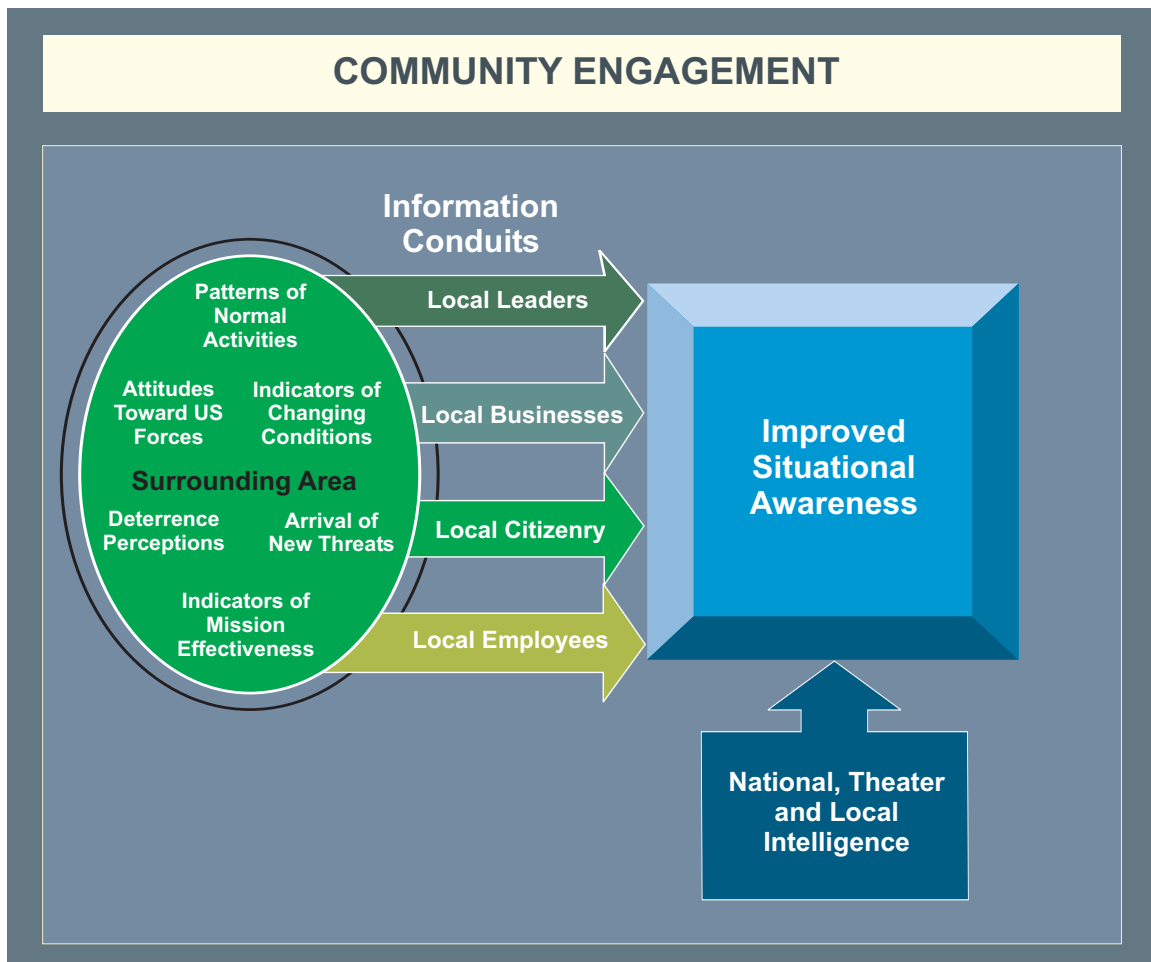 COMMUNITY ENGAGEMENT
Information
Conduits
Patterns of
Normal
Activities
Attitudes
Toward US
Forces
Indicators of
Changing
Conditions
Surrounding Area
Deterrence
Perceptions
Arrival of
New Threats
Indicators of
Mission
Effectiveness
Local Leaders
Local Businesses
Local Citizenry
Local Employees
Improved
Situational
Awareness
National, Theater
and Local
Intelligence